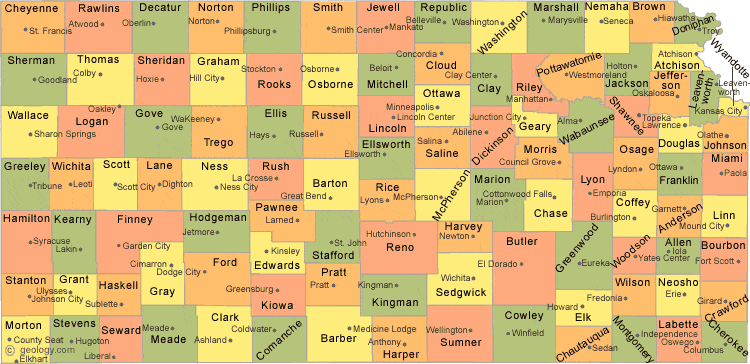 Cheyenne
Rawlins
Decatur
Norton
Phillips
Smith
Jewell
Republic
Washington
Marshall
Nemaha
Brown
Doniphan
St. Francis
Atwood
Oberlin
Norton
Phillipsburg
Smith Center
Mankato
Belleville
Washington
Marysville
Seneca
Hiawatha
Troy
Wyandotte
Sherman
Thomas
Sheridan
Graham
Rooks
Osborne
Mitchell
Cloud
Clay
Riley
Pottawatomie
Jackson
Atchison
Jeffer-
son
Leaven-
worth
Goodland
Colby
Hoxie
Hill City
Stockton
Osborne
Beloit
Concordia
Clay Center
Manhattan
Westmoreland
Holton
Atchison
Oskaloosa
Leaven-
worth
Kansas City
Wallace
Logan
Gove
Trego
Ellis
Russell
Lincoln
Ottawa
Saline
Dickinson
Geary
Wabaunsee
Shawnee
Douglas
Johnson
Sharon Springs
Oakley
Gove
WaKeeney
Hays
Russell
Lincoln Center
Minneapolis
Salina
Abilene
Junction City
Alma
Topeka
Lawrence
Olathe
Greeley
Wichita
Scott
Lane
Ness
Rush
Barton
Ellsworth
Rice
McPherson
Marion
Morris
Chase
Lyon
Osage
Franklin
Miami
Tribune
Leoti
Scott City
Dighton
Ness City
La Crosse
Great Bend
Ellsworth
Lyons
McPherson
Marion
Council Grove
Cottonwood Falls
Emporia
Lyndon
Ottawa
Paola
Hamilton
Kearny
Finney
Hodgeman
Pawnee
Edwards
Stafford
Reno
Harvey
Butler
Greenwood
Coffey
Woodson
Anderson
Allen
Linn
Bourbon
Syracuse
Lakin
Garden City
Jetmore
Larned
Kinsley
St. John
Hutchinson
Newton
El Dorado
Eureka
Burlington
Garnett
Mound City
Yates Center
Iola
Fort Scott
Stanton
Grant
Haskell
Gray
Ford
Kiowa
Pratt
Kingman
Sedgwick
Elk
Wilson
Neosho
Crawford
Johnson City
Ulysses
Sublette
Cimarron
Dodge City
Greensburg
Pratt
Kingman
Wichita
Howard
Fredonia
Erie
Girard
Morton
Stevens
Seward
Meade
Clark
Comanche
Barber
Harper
Sumner
Cowley
Chautauqua
Montgomery
Labette
Cherokee
County Seat
Elkhart
Hugoton
Liberal
Meade
Ashland
Coldwater
Medicine Lodge
Anthony
Wellington
Winfield
Sedan
Independence
Oswego
Columbus
© geology.com